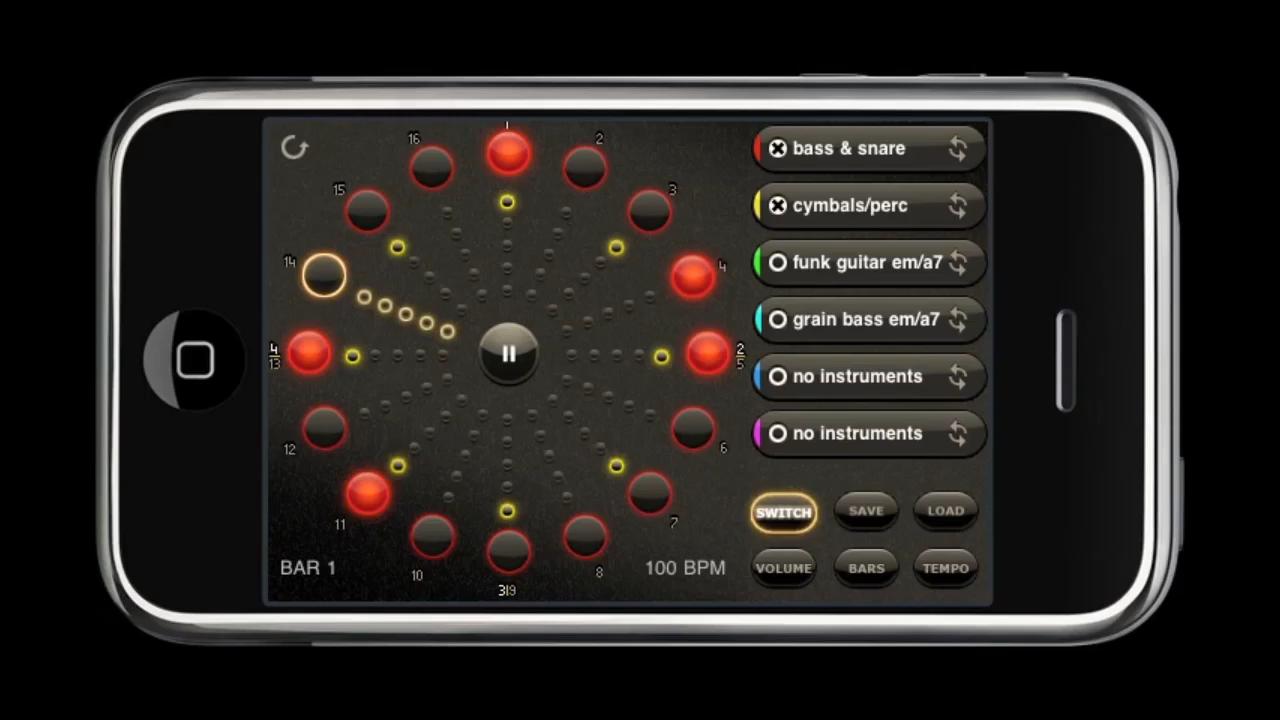 16
2
15
3
14
4
4
13
2
5
12
6
11
7
10
8
3|9
BAR 1
100 BPM
bass & snare
cymbals/perc
funk guitar em/a7
grain bass em/a7
no instruments
no instruments
SWITCH
SAVE
LOAD
VOLUME
BARS
TEMPO